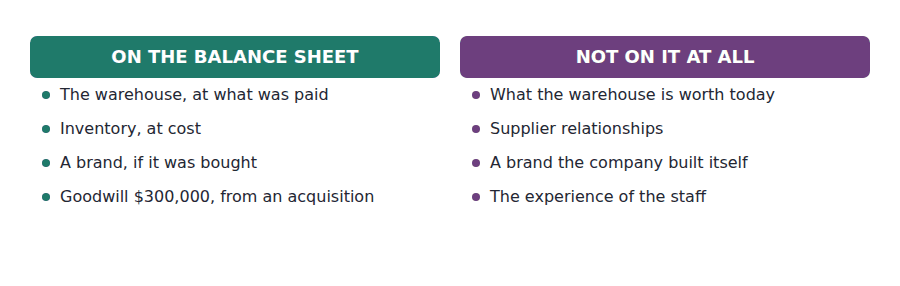 ON THE BALANCE SHEET
The warehouse, at what was paid
Inventory, at cost
A brand, if it was bought
Goodwill $300,000, from an acquisition
NOT ON IT AT ALL
What the warehouse is worth today
Supplier relationships
A brand the company built itself
The experience of the staff